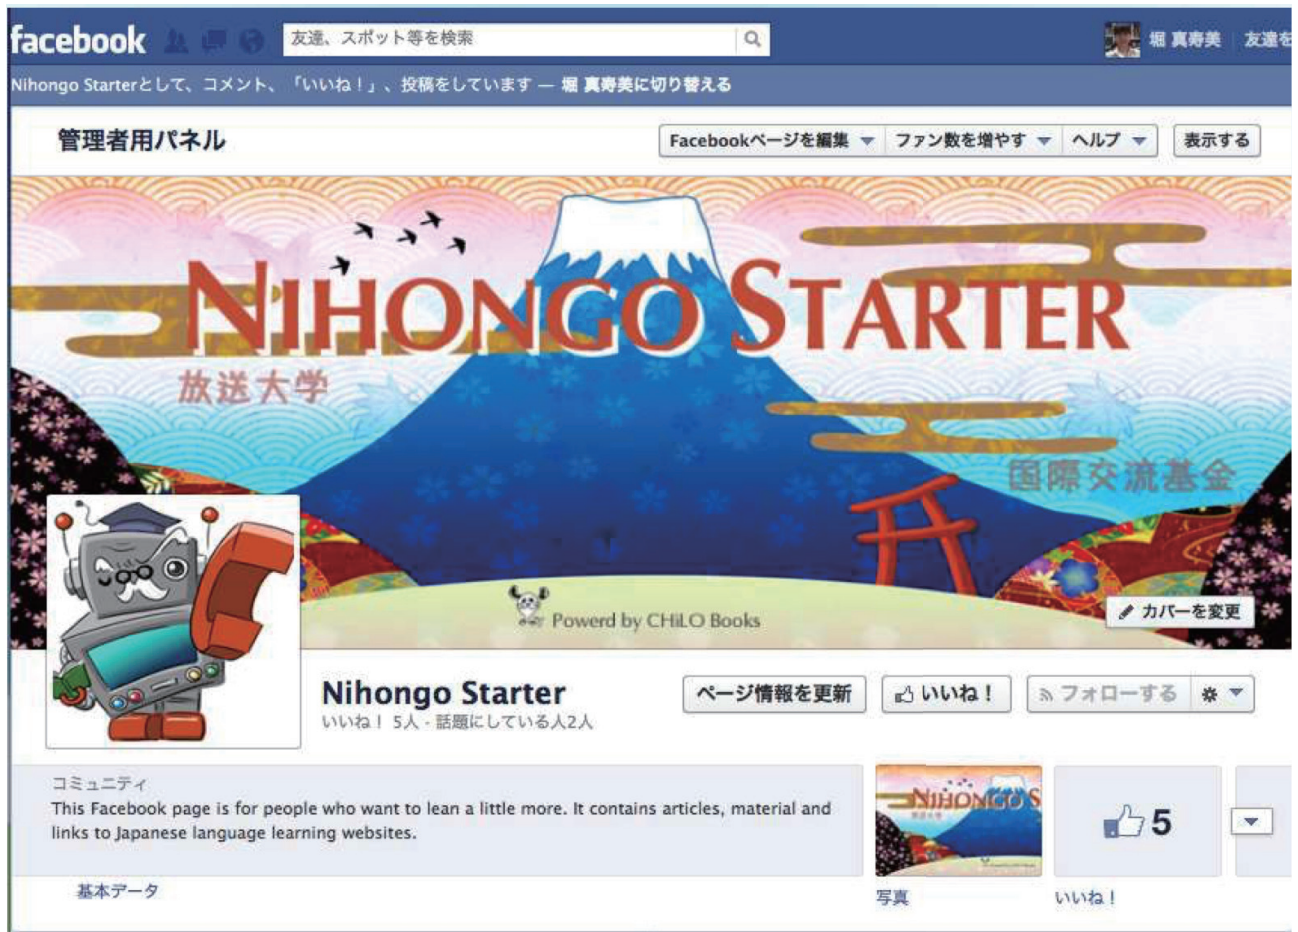 facebook
友達、スポット等を検索
堀 真寿美 友達を
Nihongo Starterとして、コメント、「いいね！」、投稿をしています — 堀 真寿美に切り替える
管理者用パネル
Facebookページを編集 ファン数を増やす ヘルプ 表示する
NIHONGO STARTER
放送大学
国際交流基金
Powerd by CHiLO Books
カバーを変更
Nihongo Starter
ページ情報を更新 いいね！ フォローする
いいね！ 5人 · 話題にしている人2人
コミュニティ
This Facebook page is for people who want to lean a little more. It contains articles, material and
links to Japanese language learning websites.
NIHONGO S
放送大学
5
基本データ
写真
いいね！